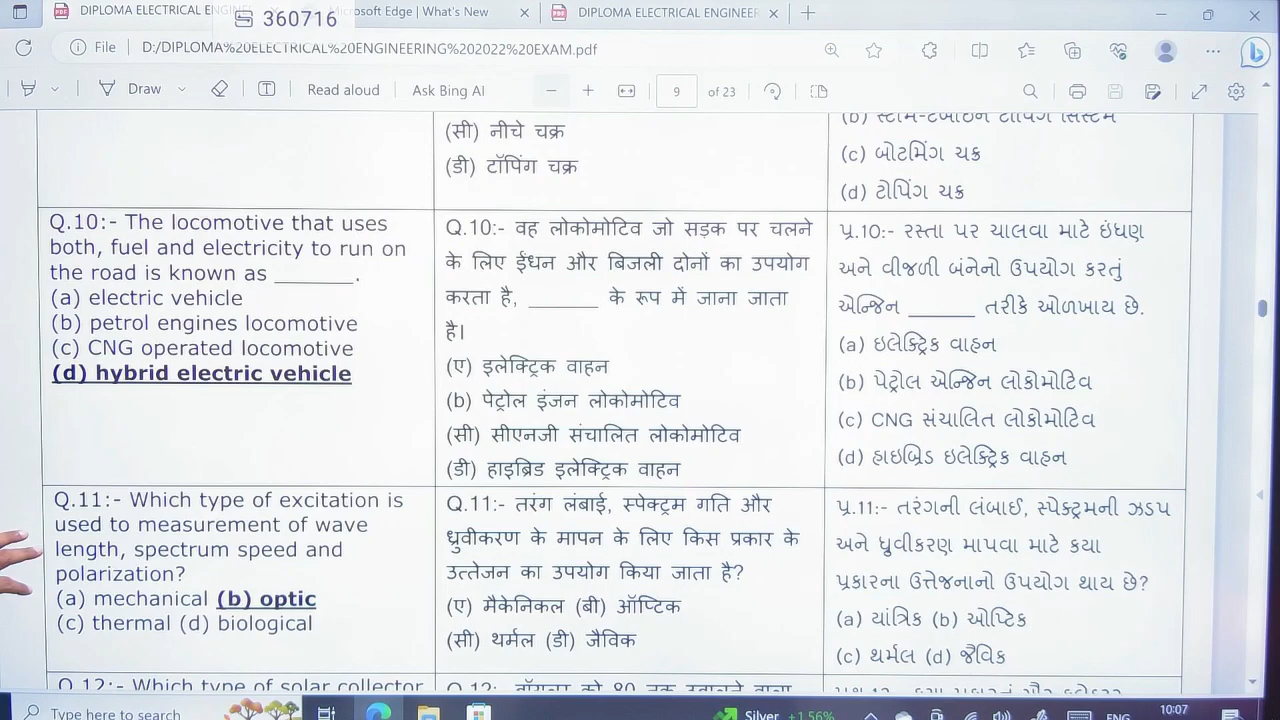 DIPLOMA ELECTRICAL EN
360716
Microsoft Edge | What's New
DIPLOMA ELECTRICAL ENGINEER
File
D:/DIPLOMA%20ELECTRICAL%20ENGINEERING%202022%20EXAM.pdf
Draw
Read aloud
Ask Bing AI
9
of 23
(सी) नीचे चक्र
(डी) टॉपिंग चक्र
(b) સ્ટીમ-ટર્બાઇન ટોપિંગ સિસ્ટમ
(c) બોટમિંગ ચક્ર
(d) ટોપિંગ ચક્ર
Q.10:- The locomotive that uses
both, fuel and electricity to run on
the road is known as ________.
(a) electric vehicle
(b) petrol engines locomotive
(c) CNG operated locomotive
(d) hybrid electric vehicle
Q.10:- वह लोकोमोटिव जो सड़क पर चलने
के लिए ईंधन और बिजली दोनों का उपयोग
करता है, _______ के रूप में जाना जाता
है।
(ए) इलेक्ट्रिक वाहन
(b) पेट्रोल इंजन लोकोमोटिव
(सी) सीएनजी संचालित लोकोमोटिव
(डी) हाइब्रिड इलेक्ट्रिक वाहन
પ્ર.10:- રસ્તા પર ચાલવા માટે ઇંધણ
અને વીજળી બંનેનો ઉપયોગ કરતું
એન્જિન _______ તરીકે ઓળખાય છે.
(a) ઇલેક્ટ્રિક વાહન
(b) પેટ્રોલ એન્જિન લોકોમોટિવ
(c) CNG સંચાલિત લોકોમોટિવ
(d) હાઇબ્રિડ ઇલેક્ટ્રિક વાહન
Q.11:- Which type of excitation is
used to measurement of wave
length, spectrum speed and
polarization?
(a) mechanical (b) optic
(c) thermal (d) biological
Q.11:- तरंग लंबाई, स्पेक्ट्रम गति और
ध्रुवीकरण के मापन के लिए किस प्रकार के
उत्तेजन का उपयोग किया जाता है?
(ए) मैकेनिकल (बी) ऑप्टिक
(सी) थर्मल (डी) जैविक
પ્ર.11:- તરંગની લંબાઈ, સ્પેક્ટ્રમની ઝડપ
અને ધ્રુવીકરણ માપવા માટે કયા
પ્રકારના ઉત્તેજનાનો ઉપયોગ થાય છે?
(a) યાંત્રિક (b) ઓપ્ટિક
(c) થર્મલ (d) જૈવિક
Q.12:- Which type of solar collector
Type here to search
Silver +1.56%
ENG
10:07